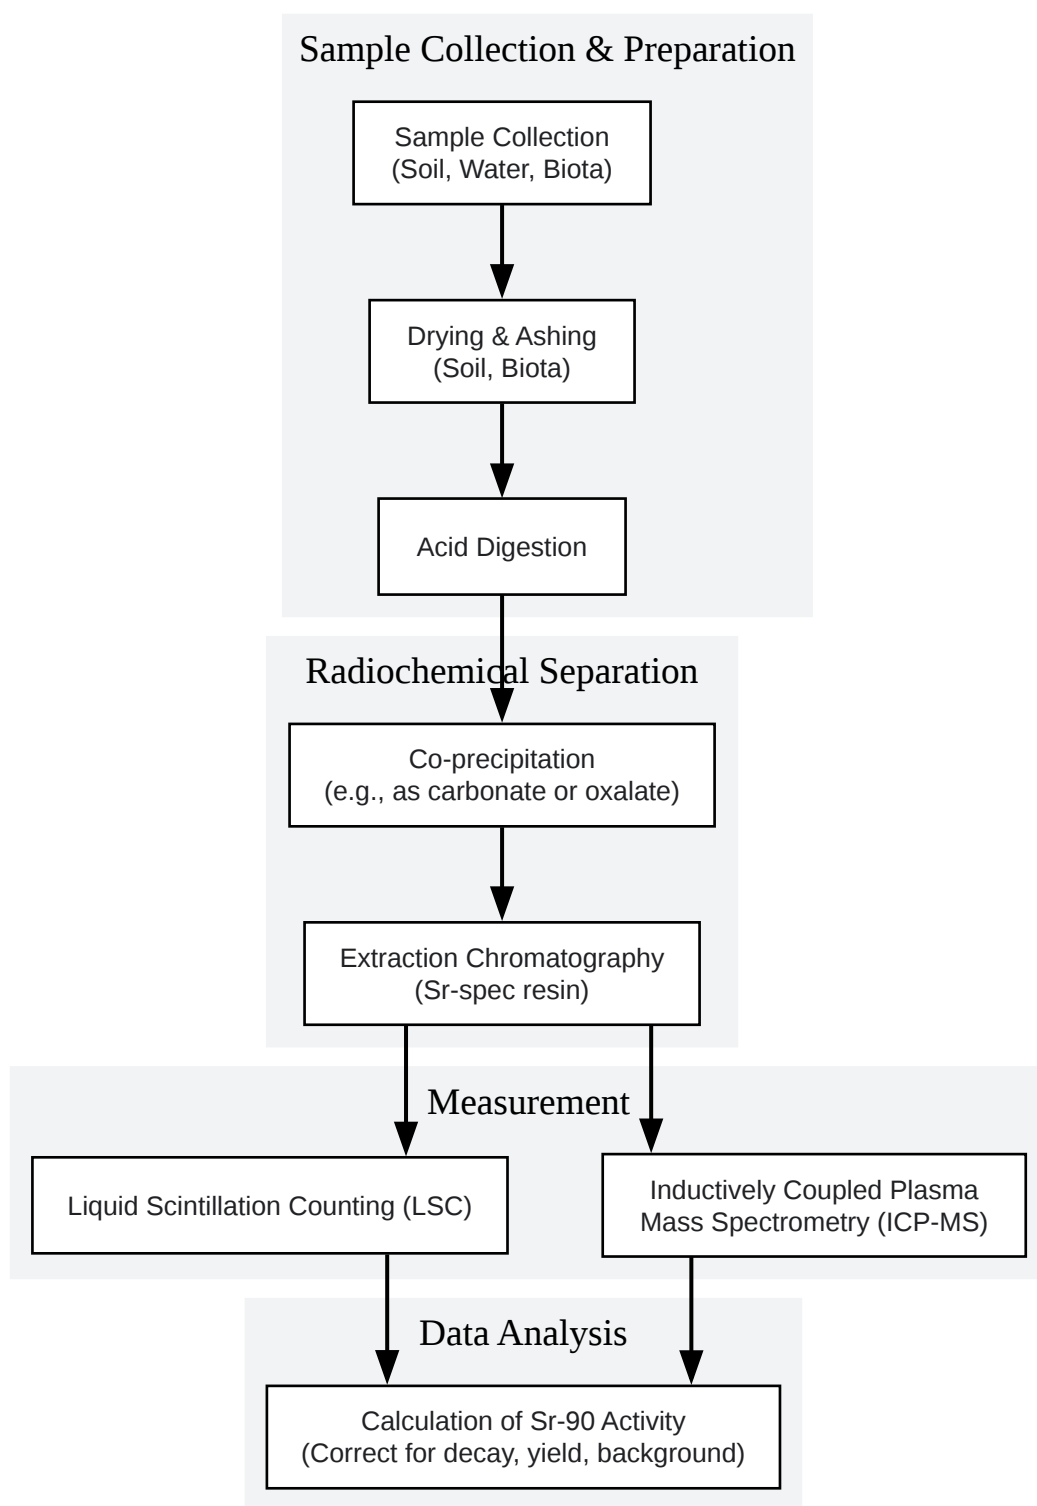 Sample Collection & Preparation
Sample Collection
(Soil, Water, Biota)
Drying & Ashing
(Soil, Biota)
Acid Digestion
Radiochemical Separation
Co-precipitation
(e.g., as carbonate or oxalate)
Extraction Chromatography
(Sr-spec resin)
Measurement
Liquid Scintillation Counting (LSC)
Inductively Coupled Plasma
Mass Spectrometry (ICP-MS)
Data Analysis
Calculation of Sr-90 Activity
(Correct for decay, yield, background)